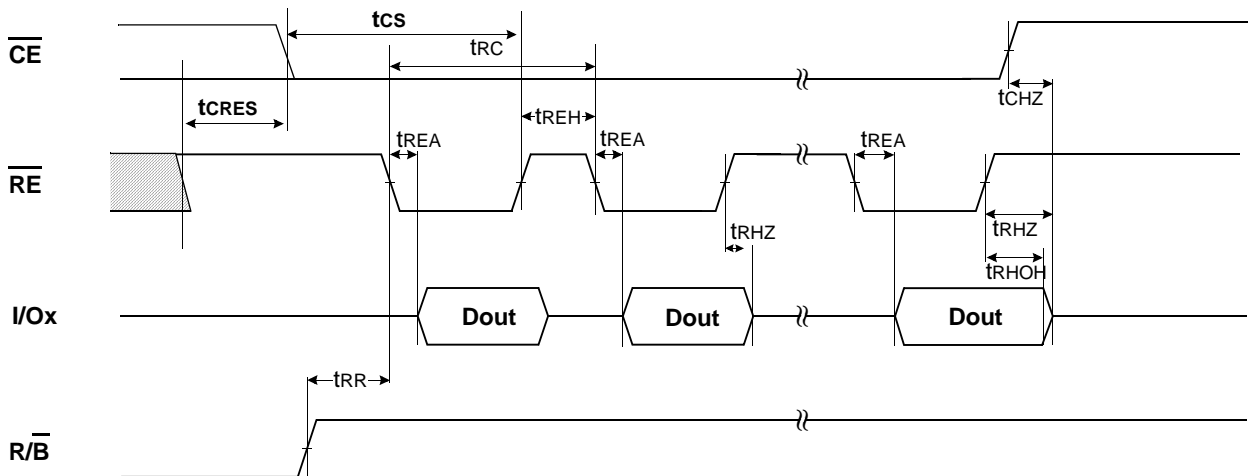 tCS
CE
tRC
tCHZ
tCRES
tREH
tREA
tREA
tREA
RE
tRHZ
tRHZ
tRHOH
I/Ox
Dout
Dout
Dout
tRR
R/B